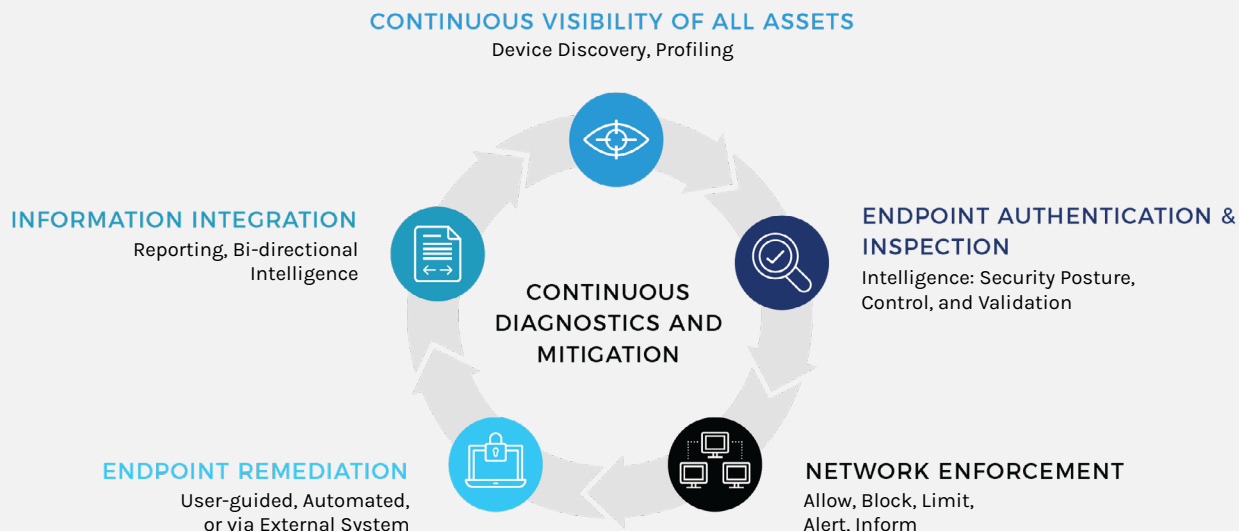 CONTINUOUS VISIBILITY OF ALL ASSETS
Device Discovery, Profiling
ENDPOINT AUTHENTICATION &
INSPECTION
Intelligence: Security Posture,
Control, and Validation
NETWORK ENFORCEMENT
Allow, Block, Limit,
Alert, Inform
ENDPOINT REMEDIATION
User-guided, Automated,
or via External System
INFORMATION INTEGRATION
Reporting, Bi-directional
Intelligence
CONTINUOUS
DIAGNOSTICS AND
MITIGATION